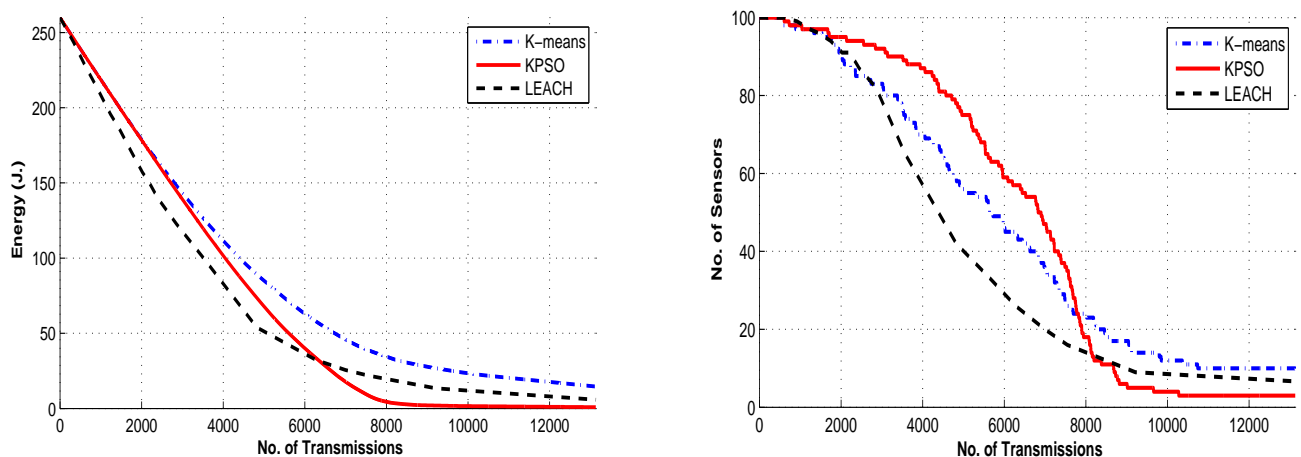 250
200
150
100
50
0
Energy (J.)
0 2000 4000 6000 8000 10000 12000
No. of Transmissions
K-means
KPSO
LEACH
100
80
60
40
20
0
No. of Sensors
0 2000 4000 6000 8000 10000 12000
No. of Transmissions
K-means
KPSO
LEACH